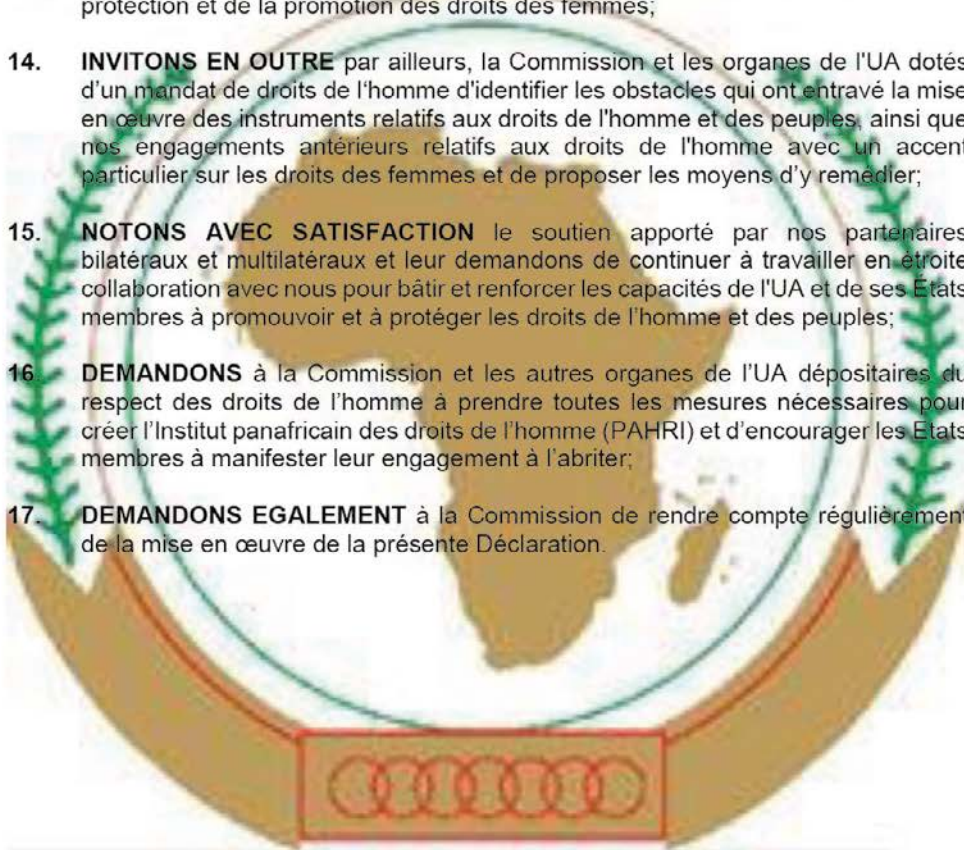 protection et de la promotion des droits des femmes;
14. INVITONS EN OUTRE par ailleurs, la Commission et les organes de l'UA dotés
d'un mandat de droits de l'homme d'identifier les obstacles qui ont entravé la mise
en œuvre des instruments relatifs aux droits de l'homme et des peuples, ainsi que
nos engagements antérieurs relatifs aux droits de l'homme avec un accent
particulier sur les droits des femmes et de proposer les moyens d'y remédier;
15. NOTONS AVEC SATISFACTION le soutien apporté par nos partenaires
bilatéraux et multilatéraux et leur demandons de continuer à travailler en étroite
collaboration avec nous pour bâtir et renforcer les capacités de l'UA et de ses États
membres à promouvoir et à protéger les droits de l'homme et des peuples;
16. DEMANDONS à la Commission et les autres organes de l'UA dépositaires du
respect des droits de l'homme à prendre toutes les mesures nécessaires pour
créer l'Institut panafricain des droits de l'homme (PAHRI) et d'encourager les Etats
membres à manifester leur engagement à l'abriter;
17. DEMANDONS EGALEMENT à la Commission de rendre compte régulièrement
de la mise en œuvre de la présente Déclaration.